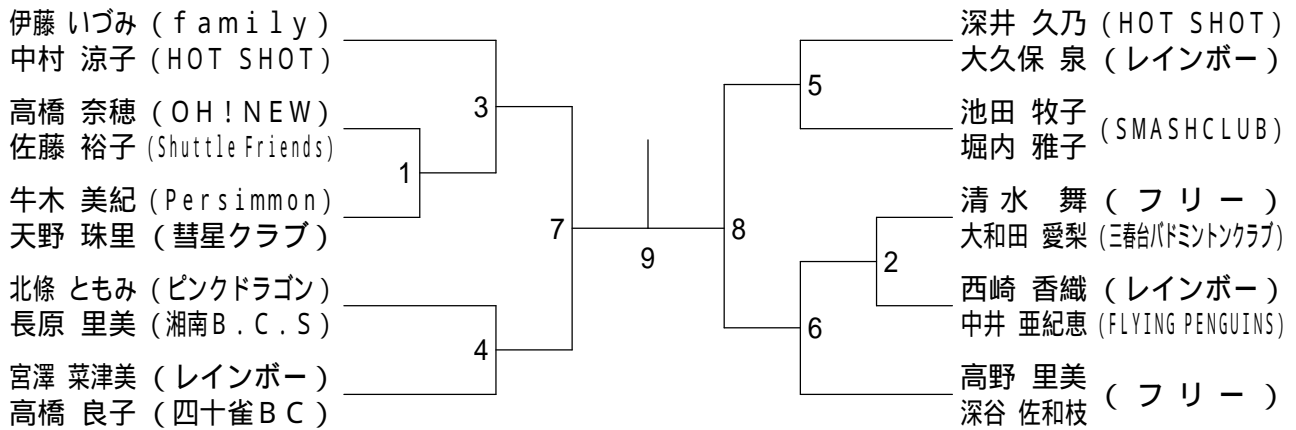 伊藤 いづみ (family)
中村 涼子 (HOT SHOT)
高橋 奈穂 (OH!NEW)
佐藤 裕子 (Shuttle Friends)
牛木 美紀 (Persimmon)
天野 珠里 (彗星クラブ)
北條 ともみ (ピンクドラゴン)
長原 里美 (湘南B.C.S)
宮澤 菜津美 (レインボー)
高橋 良子 (四十雀BC)
3
1
4
7
9
8
5
2
6
深井 久乃 (HOT SHOT)
大久保 泉 (レインボー)
池田 牧子
堀内 雅子 (SMASHCLUB)
清水 舞 (フリー)
大和田 愛梨 (三春台バドミントンクラブ)
西崎 香織 (レインボー)
中井 亜紀恵 (FLYING PENGUINS)
高野 里美
深谷 佐和枝 (フリー)